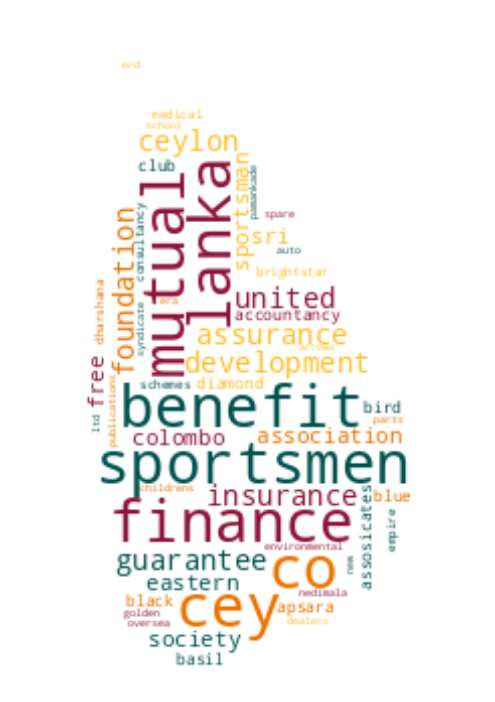 erd
medical
school
ceylon
club
mutual
lanka
sportsman
pamankade
foundation
consultancy
spare
sri
auto
brightstar
dharshana
era
united
accountancy
syndicate
assurance
development
free
schemes
diamond
benefit
bird
parts
ltd
publications
colombo
association
sportsmen
childrens
insurance
blue
finance
assosicates
empire
environmental
guarantee
co
new
eastern
nedimala
black
cey
apsara
golden
oversea
dealers
society
basil